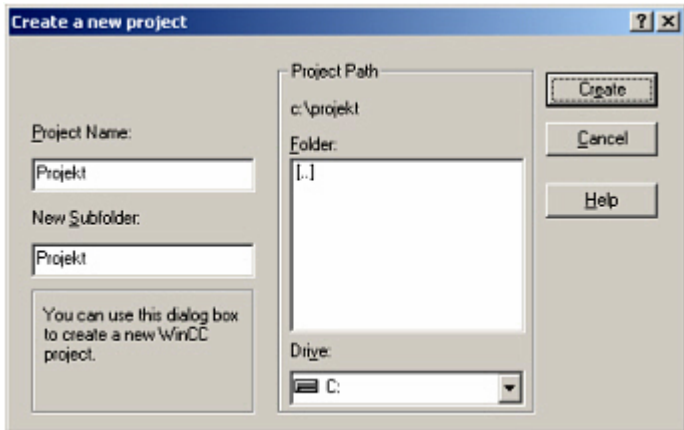 Create a new project
Project Name:
Projekt
New Subfolder:
Projekt
You can use this dialog box
to create a new WinCC
project.
Project Path
c:\projekt
Folder:
[..]
Drive:
C:
Create
Cancel
Help